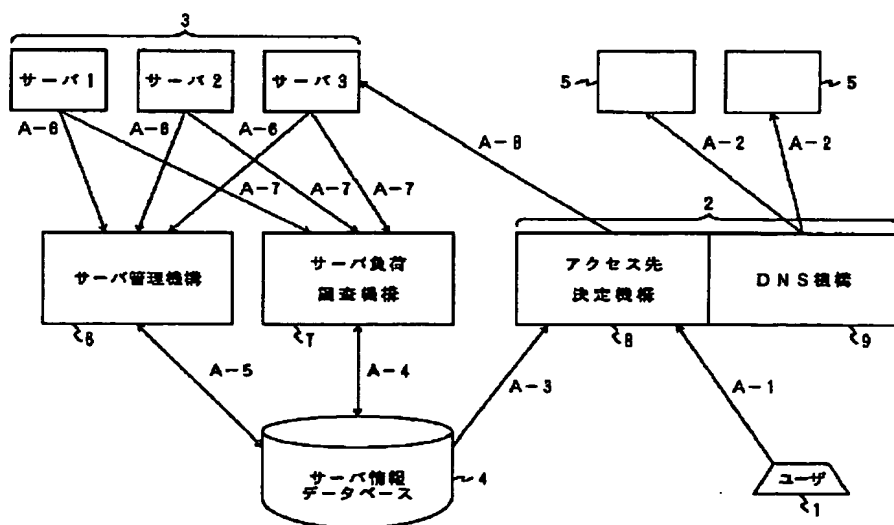 3
サーバ1
サーバ2
サーバ3
5
5
A-6
A-6
A-6
A-8
A-2
A-2
A-7
A-7
A-7
2
サーバ管理機構
サーバ負荷
調査機構
アクセス先
決定機構
DNS機構
6
7
8
9
A-5
A-4
A-3
A-1
サーバ情報
データベース
4
ユーザ
1